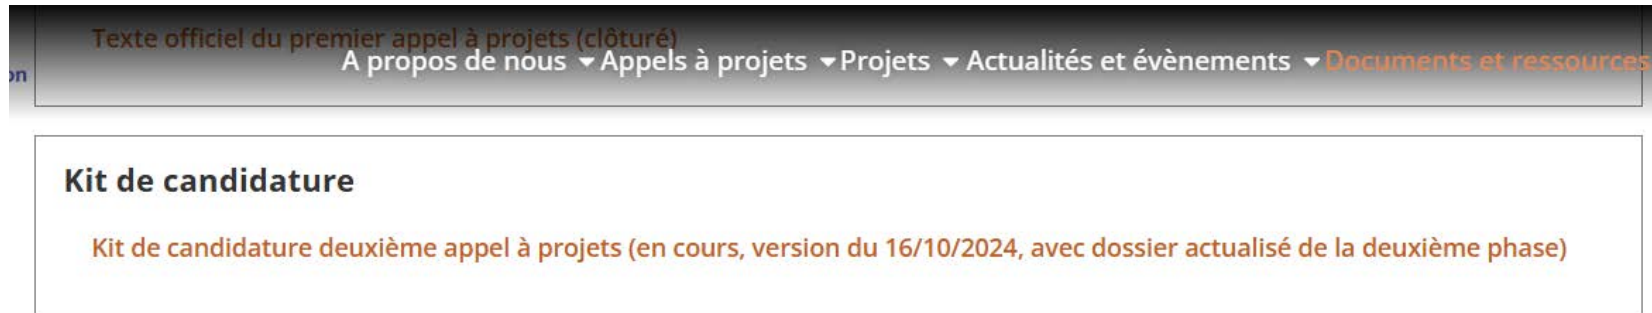 Texte officiel du premier appel à projets (clôturé)
on
A propos de nous Appels à projets Projets Actualités et évènements Documents et ressources
Kit de candidature
Kit de candidature deuxième appel à projets (en cours, version du 16/10/2024, avec dossier actualisé de la deuxième phase)